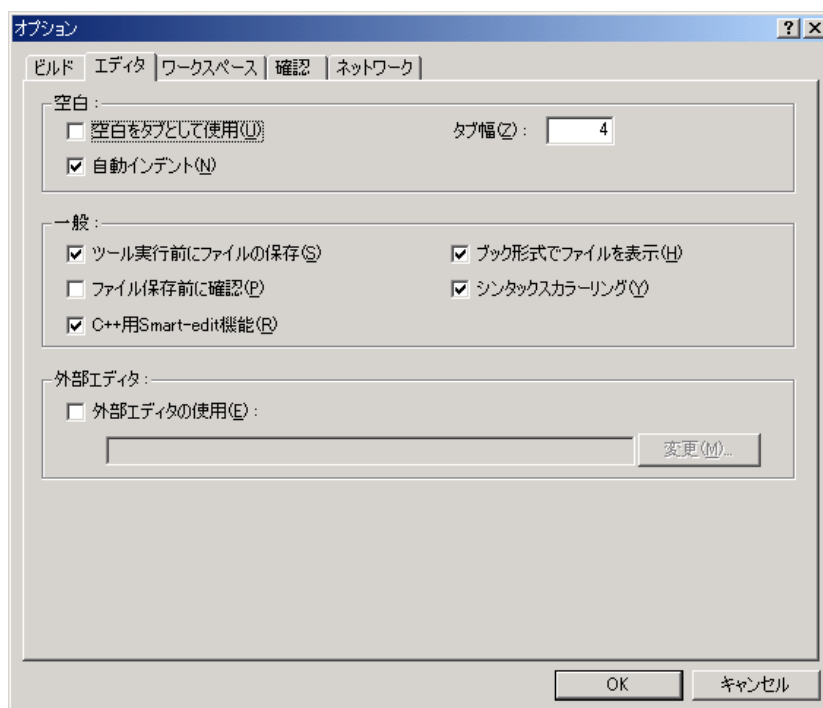 オプション
ビルド エディタ ワークスペース 確認 ネットワーク
空白:
空白をタブとして使用(U) タブ幅(Z): 4
自動インデント(N)
一般:
ツール実行前にファイルの保存(S) ブック形式でファイルを表示(H)
ファイル保存前に確認(P) シンタックスカラーリング(Y)
C++用Smart-edit機能(R)
外部エディタ:
外部エディタの使用(E):
変更(M)...
OK キャンセル